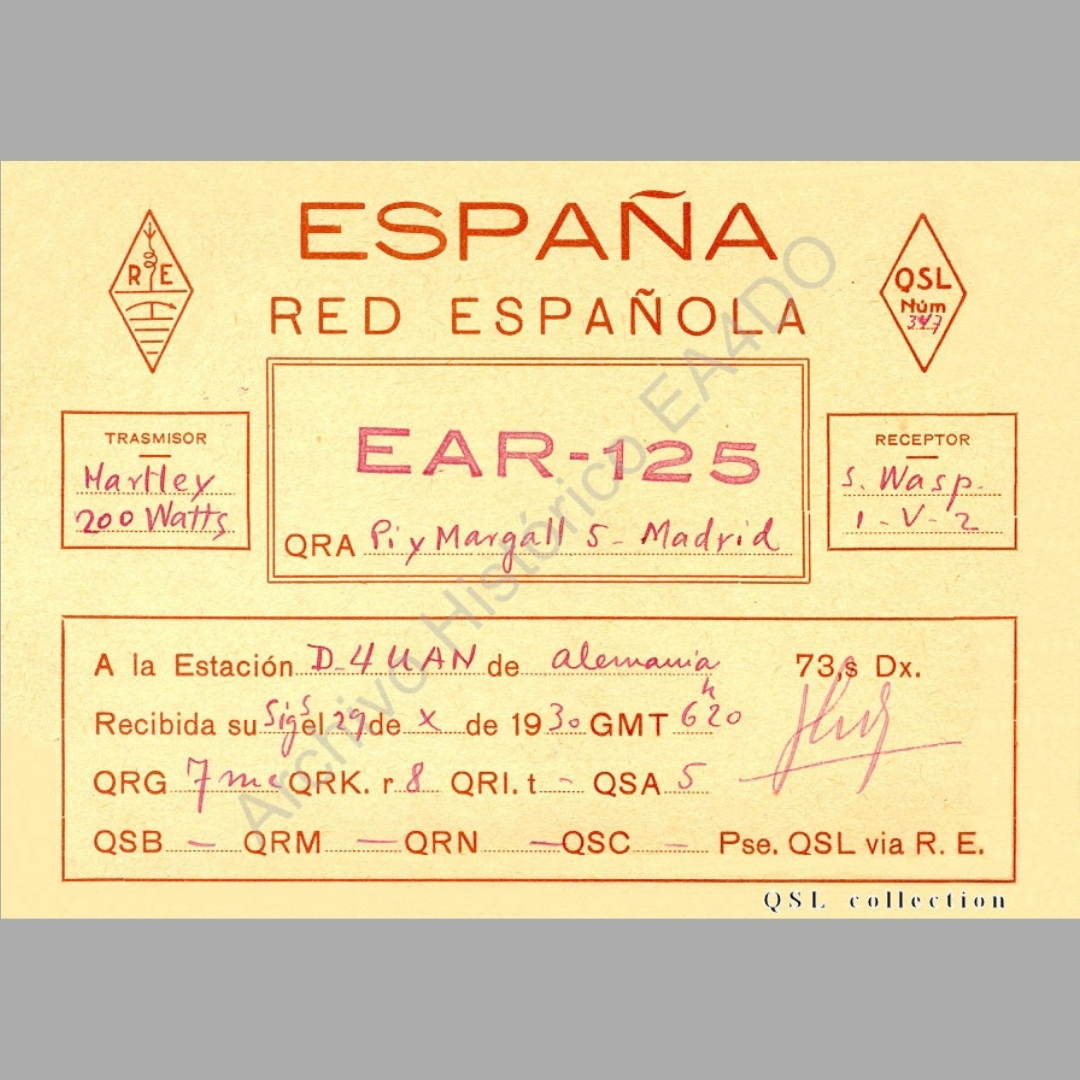 ESPAÑA
RED ESPAÑOLA
R E
QSL
Núm
347
TRASMISOR
Hartley
200 Watts
EAR-125
QRA Pi y Margall 5 - Madrid
RECEPTOR
S. Wasp.
1-V-2
A la Estación D-4UAN de alemania 73,s Dx.
Recibida su Sigs el 29 de X de 1930 GMT 6h20
QRG 7 mc QRK. r 8 QRI. t - QSA 5
QSB — QRM — QRN — QSC — Pse. QSL via R. E.
QSL collection
Archivo Histórico EA4DO